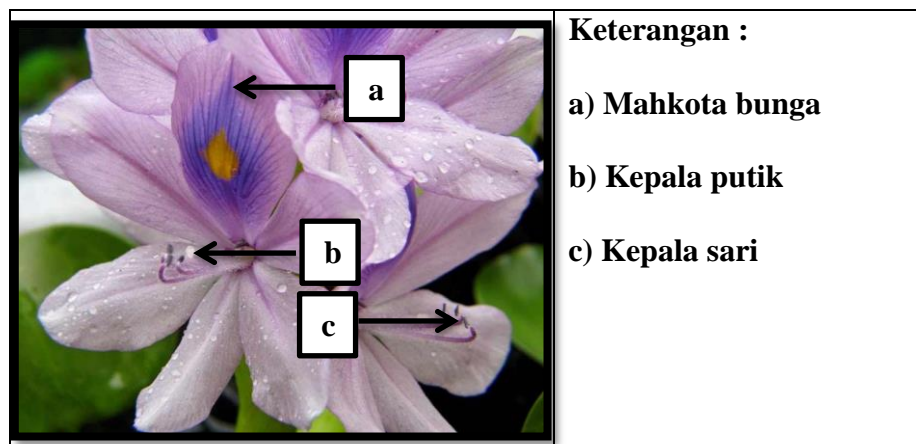 a
b
c
Keterangan :
a) Mahkota bunga
b) Kepala putik
c) Kepala sari